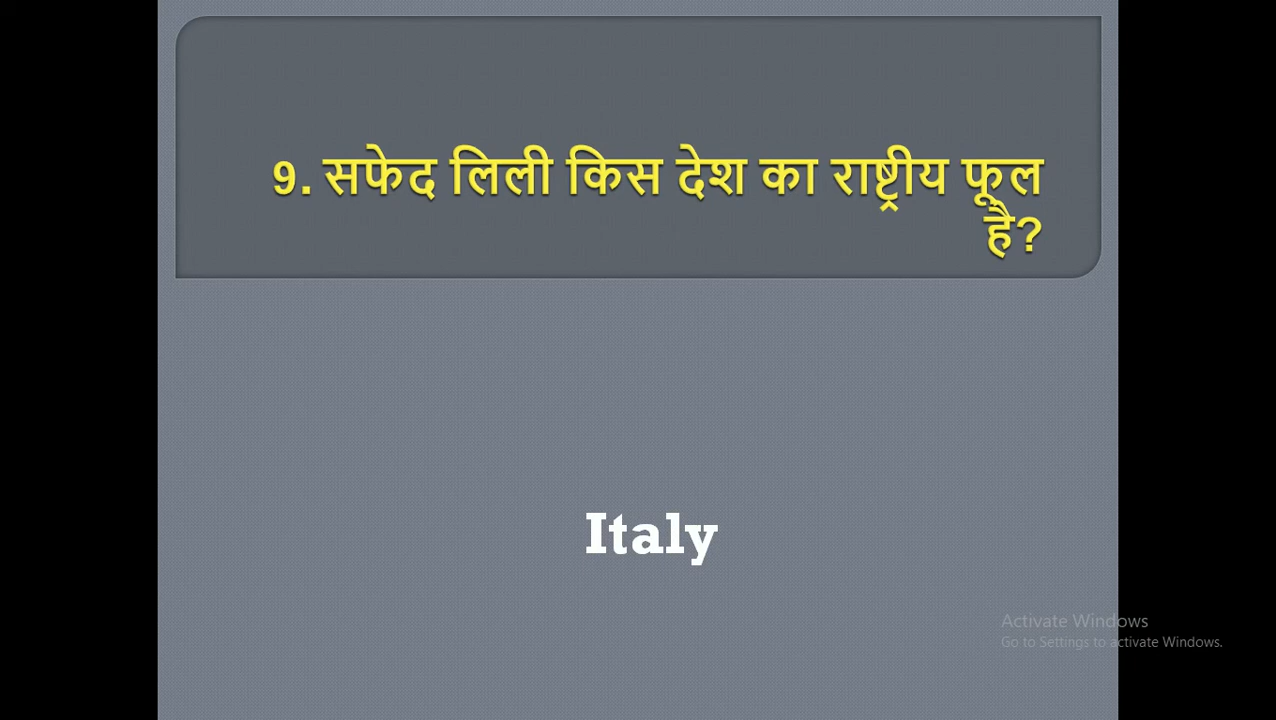 9. सफेद लिली किस देश का राष्ट्रीय फूल
है?
Italy
Activate Windows
Go to Settings to activate Windows.